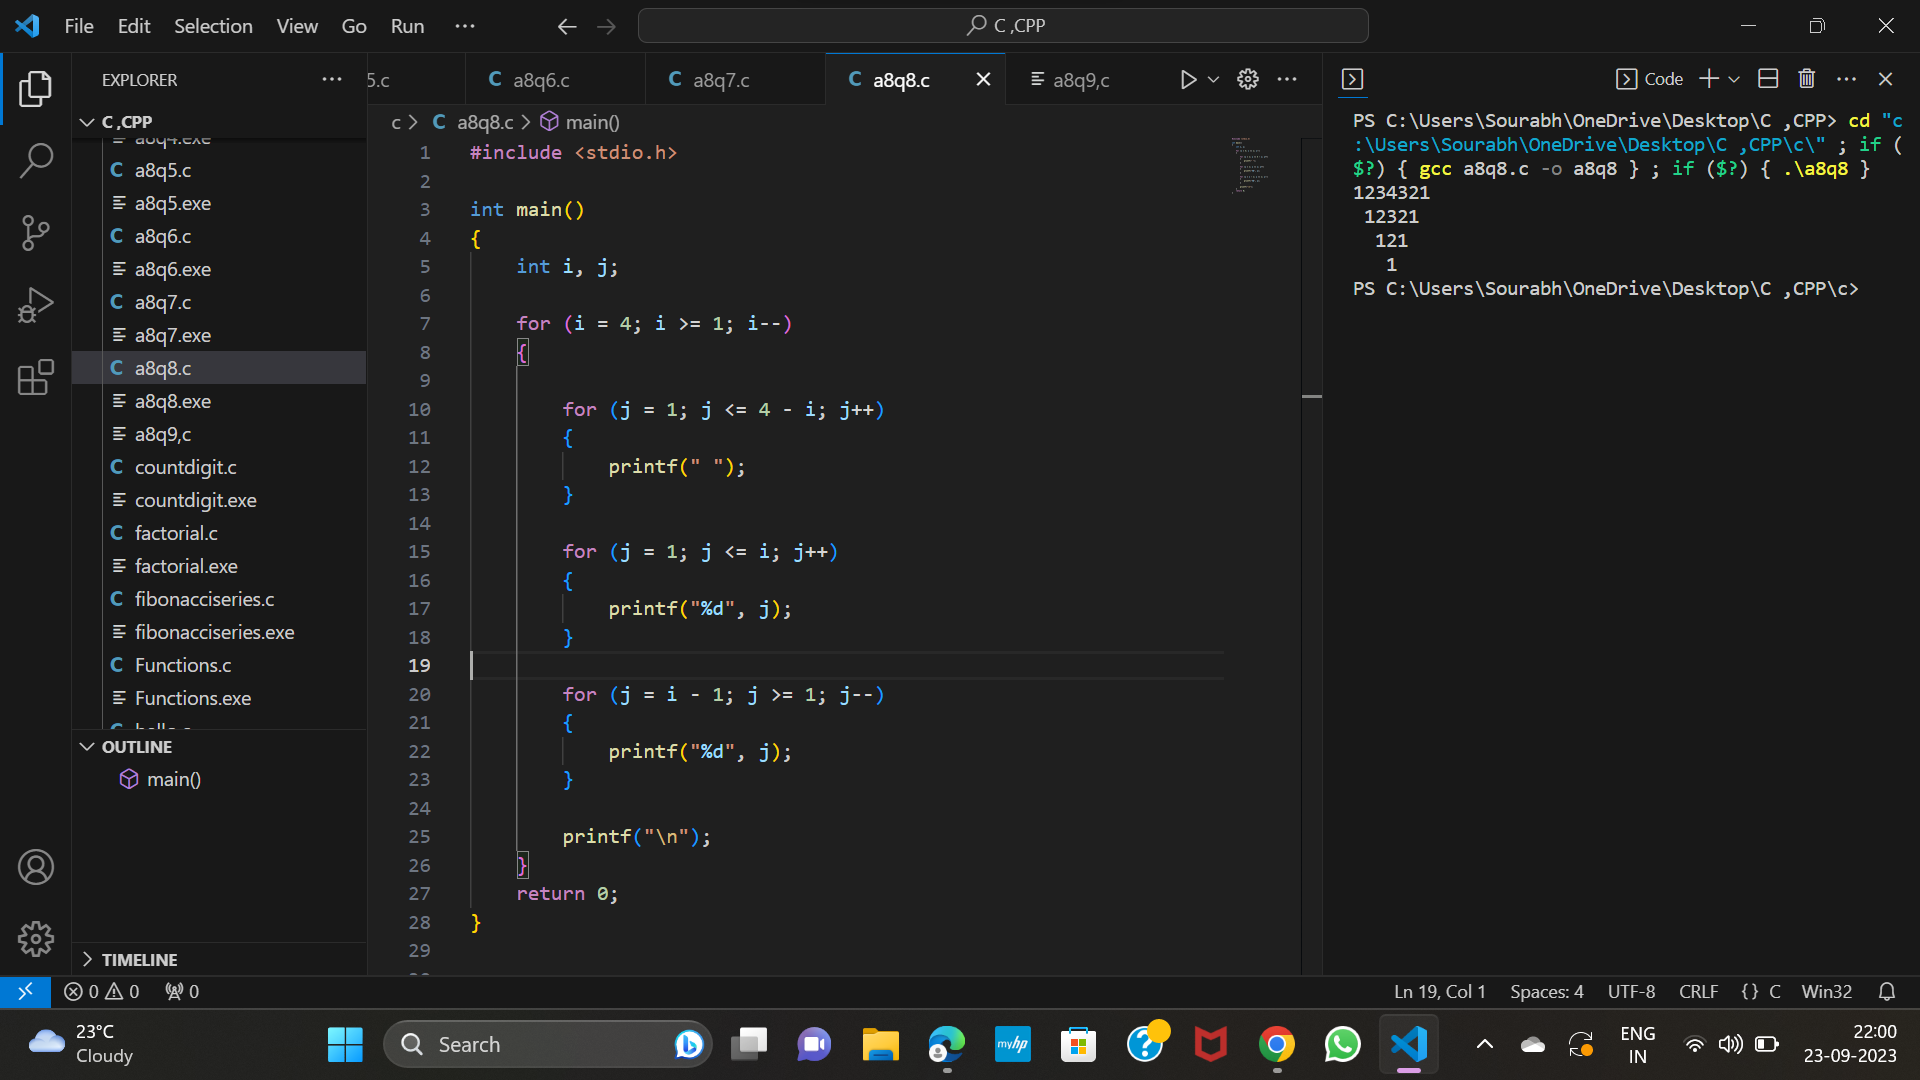 File Edit Selection View Go Run ···
C ,CPP
EXPLORER ···
C ,CPP
a8q4.exe
a8q5.c
a8q5.exe
a8q6.c
a8q6.exe
a8q7.c
a8q7.exe
a8q8.c
a8q8.exe
a8q9,c
countdigit.c
countdigit.exe
factorial.c
factorial.exe
fibonacciseries.c
fibonacciseries.exe
Functions.c
Functions.exe
OUTLINE
main()
TIMELINE
5.c
a8q6.c
a8q7.c
a8q8.c
a8q9,c
c > C a8q8.c > main()
1 #include <stdio.h>
2
3 int main()
4 {
5 int i, j;
6
7 for (i = 4; i >= 1; i--)
8 {
9
10 for (j = 1; j <= 4 - i; j++)
11 {
12 printf(" ");
13 }
14
15 for (j = 1; j <= i; j++)
16 {
17 printf("%d", j);
18 }
19
20 for (j = i - 1; j >= 1; j--)
21 {
22 printf("%d", j);
23 }
24
25 printf("\n");
26 }
27 return 0;
28 }
29
Code
PS C:\Users\Sourabh\OneDrive\Desktop\C ,CPP> cd "c
:\Users\Sourabh\OneDrive\Desktop\C ,CPP\c\" ; if (
$?) { gcc a8q8.c -o a8q8 } ; if ($?) { .\a8q8 }
1234321
12321
121
1
PS C:\Users\Sourabh\OneDrive\Desktop\C ,CPP\c>
0 0 0
Ln 19, Col 1 Spaces: 4 UTF-8 CRLF {} C Win32
23°C
Cloudy
Search
myhp
ENG
IN
22:00
23-09-2023